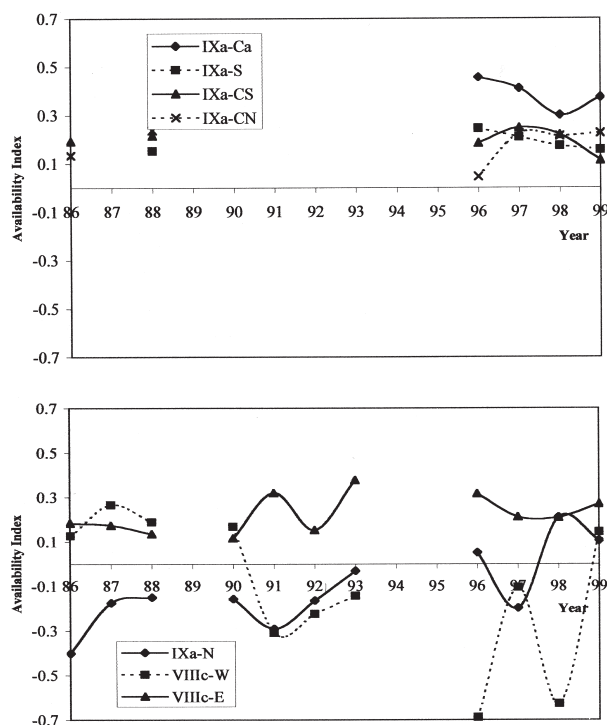 0.7
0.5
0.3
0.1
-0.1
-0.3
-0.5
-0.7
Availability Index
IXa-Ca
IXa-S
IXa-CS
IXa-CN
86 87 88 89 90 91 92 93 94 95 96 97 98 99
Year
0.7
0.5
0.3
0.1
-0.1
-0.3
-0.5
-0.7
Availability Index
86 87 88 89 90 91 92 93 94 95 96 97 98 99
Year
IXa-N
VIIIc-W
VIIIc-E